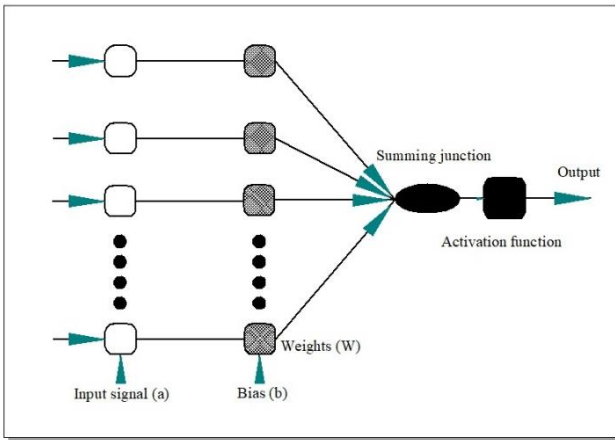 Summing junction
Output
Activation function
Weights (W)
Input signal (a)
Bias (b)